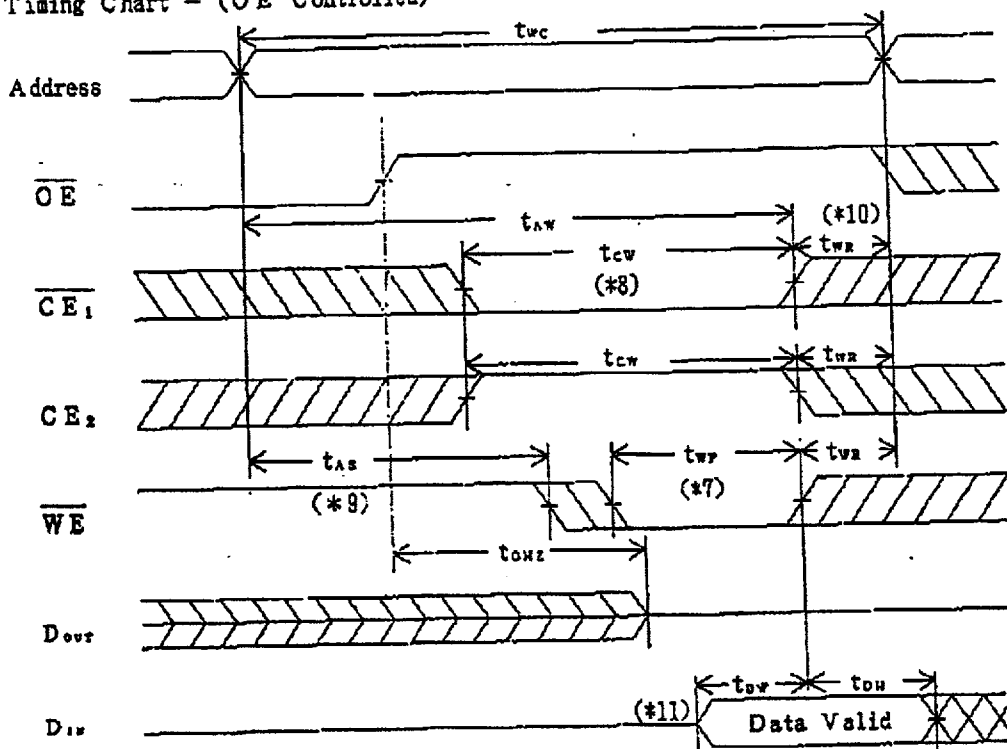 Timing Chart - (OE Controlled)
twc
Address
OE
tAW
(*10)
tCW
tWR
(*8)
CE1
tCW
tWR
CE2
tAS
tWP
tWR
(*9)
(*7)
WE
tOHZ
Dout
tDW
tDH
(*11)
Data Valid
DIN